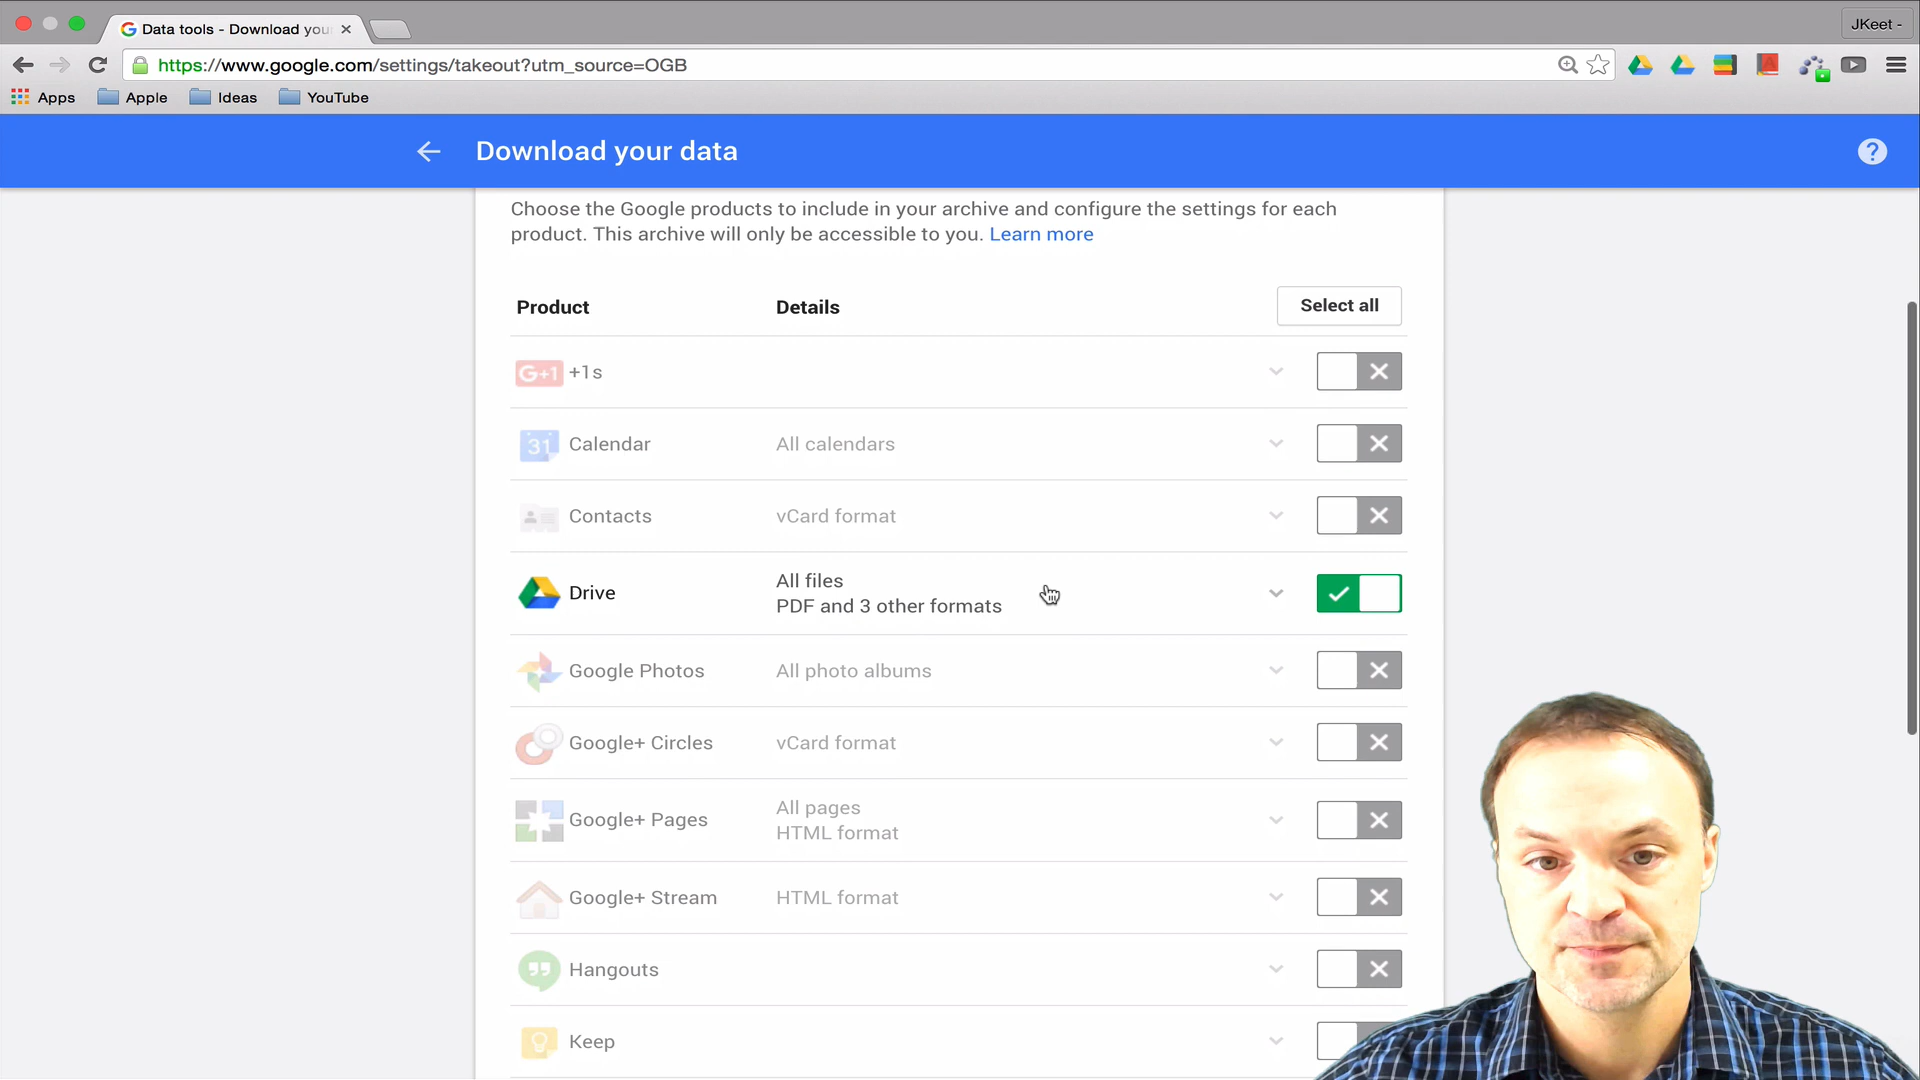 Data tools - Download you
JKeet -
https://www.google.com/settings/takeout?utm_source=OGB
Apps
Apple
Ideas
YouTube
Download your data
?
Choose the Google products to include in your archive and configure the settings for each
product. This archive will only be accessible to you. Learn more
Product
Details
Select all
G+1
+1s
31
Calendar
All calendars
Contacts
vCard format
Drive
All files
PDF and 3 other formats
Google Photos
All photo albums
Google+ Circles
vCard format
Google+ Pages
All pages
HTML format
Google+ Stream
HTML format
Hangouts
Keep